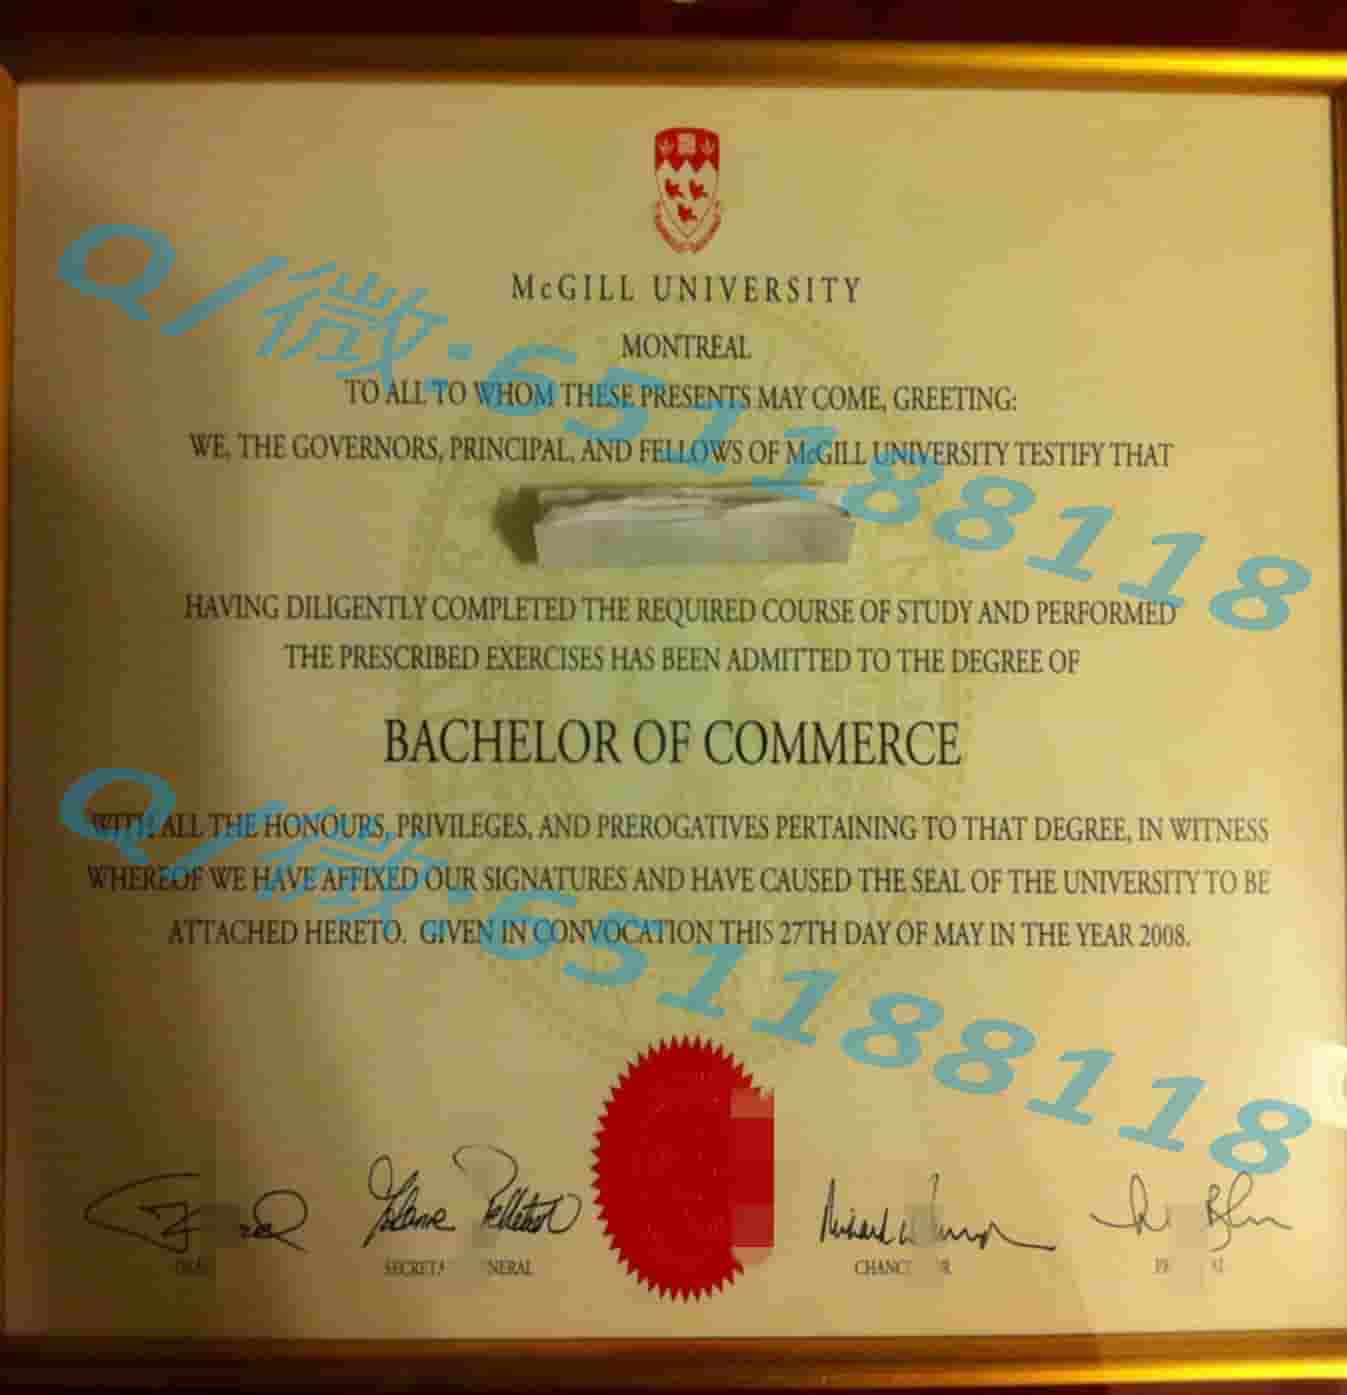 McGILL UNIVERSITY
MONTREAL
TO ALL TO WHOM THESE PRESENTS MAY COME, GREETING:
WE, THE GOVERNORS, PRINCIPAL, AND FELLOWS OF McGILL UNIVERSITY TESTIFY THAT
Q/微:651188118
HAVING DILIGENTLY COMPLETED THE REQUIRED COURSE OF STUDY AND PERFORMED
THE PRESCRIBED EXERCISES HAS BEEN ADMITTED TO THE DEGREE OF
BACHELOR OF COMMERCE
WITH ALL THE HONOURS, PRIVILEGES, AND PREROGATIVES PERTAINING TO THAT DEGREE, IN WITNESS
WHEREOF WE HAVE AFFIXED OUR SIGNATURES AND HAVE CAUSED THE SEAL OF THE UNIVERSITY TO BE
ATTACHED HERETO. GIVEN IN CONVOCATION THIS 27TH DAY OF MAY IN THE YEAR 2008.
Q/微:651188118